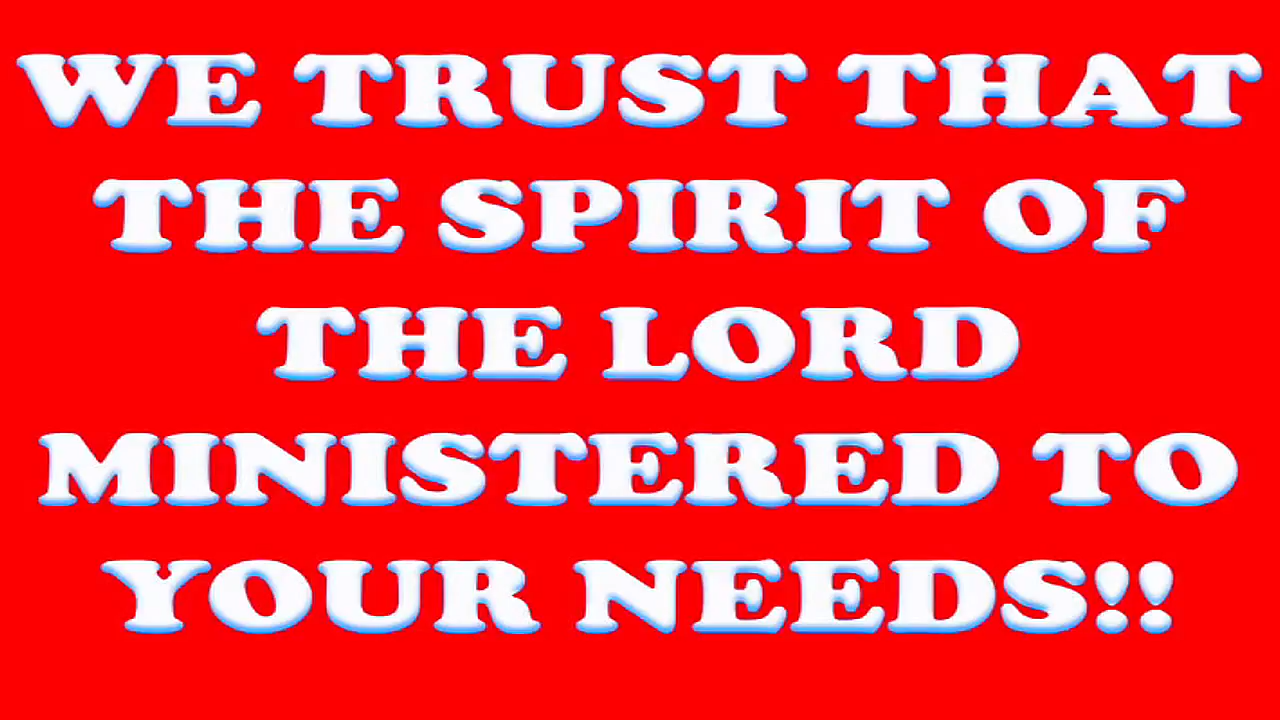 WE TRUST THAT
THE SPIRIT OF
THE LORD
MINISTERED TO
YOUR NEEDS!!